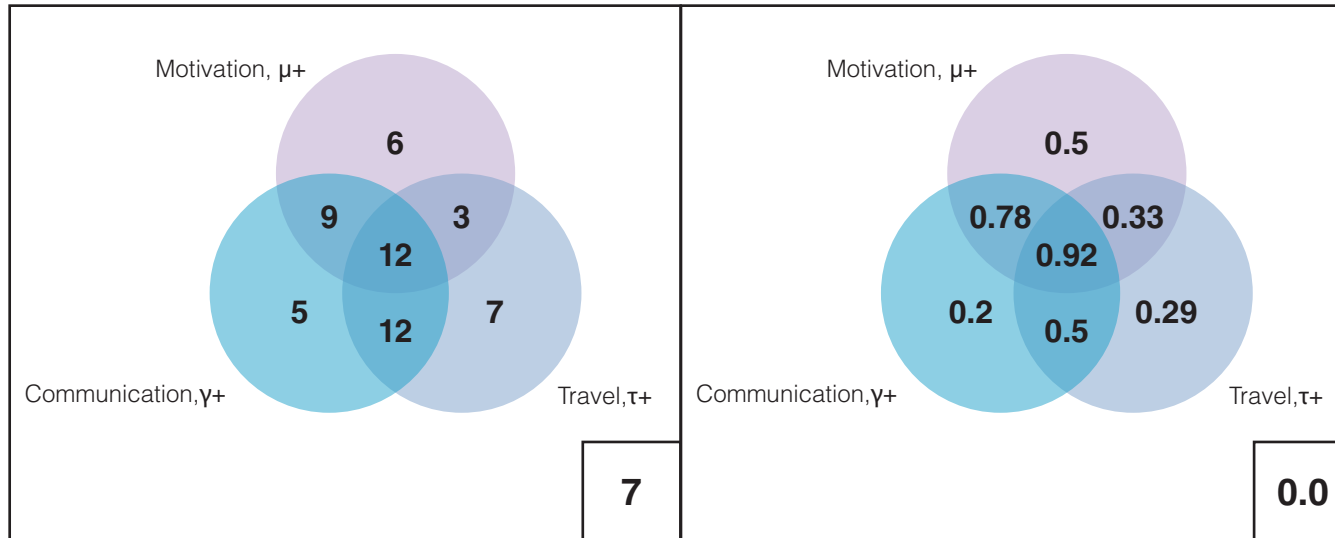 Motivation, μ+
6
9
3
12
5
12
7
Communication,γ+
Travel,τ+
7
Motivation, μ+
0.5
0.78
0.33
0.92
0.2
0.5
0.29
Communication,γ+
Travel,τ+
0.0